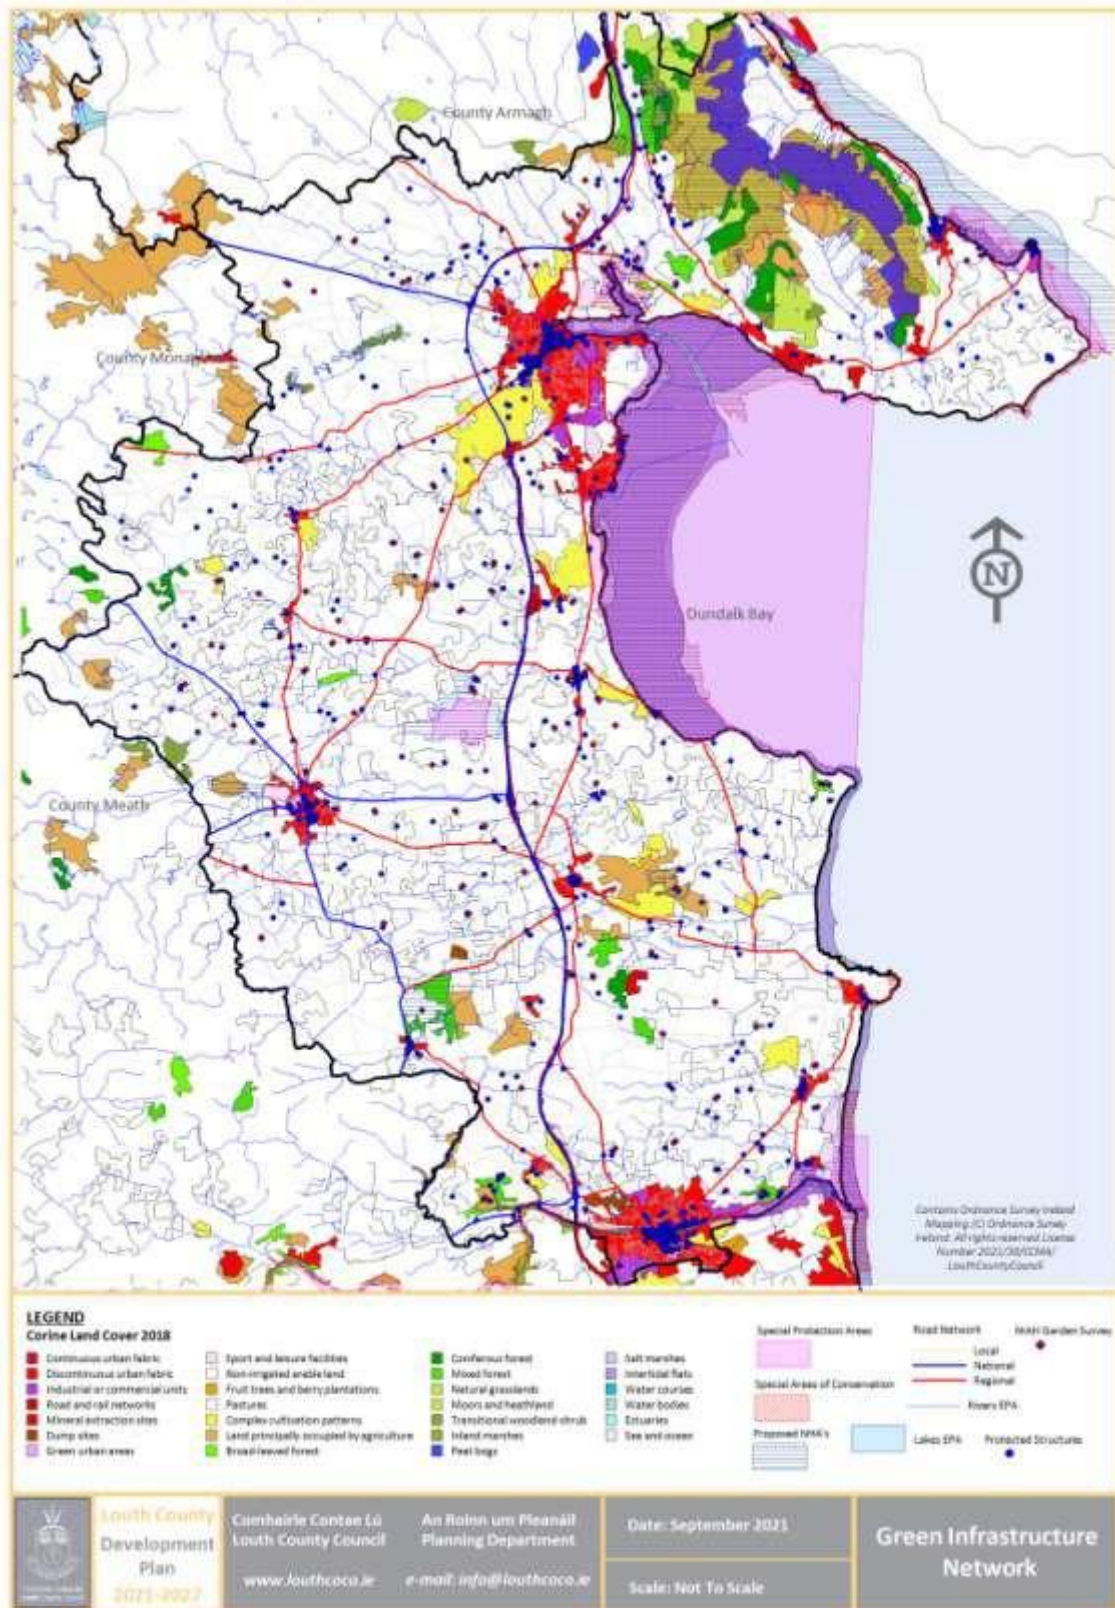 County Armagh
County Monaghan
Dundalk Bay
N
County Meath
Contains Ordnance Survey Ireland
Mapping (C) Ordnance Survey
Ireland. All rights reserved License
Number 2021/30/CCMA/
LouthCountyCouncil
LEGEND
Corine Land Cover 2018
Continuous urban fabric
Discontinuous urban fabric
Industrial or commercial units
Road and rail networks
Mineral extraction sites
Dump sites
Green urban areas
Sport and leisure facilities
Non-irrigated arable land
Fruit trees and berry plantations
Pastures
Complex cultivation patterns
Land principally occupied by agriculture
Broad-leaved forest
Coniferous forest
Mixed forest
Natural grasslands
Moors and heathland
Transitional woodland shrub
Inland marshes
Peat bogs
Salt marshes
Intertidal flats
Water courses
Water bodies
Estuaries
Sea and ocean
Special Protection Areas
Special Areas of Conservation
Proposed NHA's
Road Network
Local
National
Regional
Rivers EPA
Lakes EPA
NIAH Garden Survey
Protected Structures
Louth County
Development
Plan
2021-2027
Comhairle Contae Lú
Louth County Council
www.louthcoco.ie
An Roinn um Pleanáil
Planning Department
e-mail: info@louthcoco.ie
Date: September 2021
Scale: Not To Scale
Green Infrastructure
Network